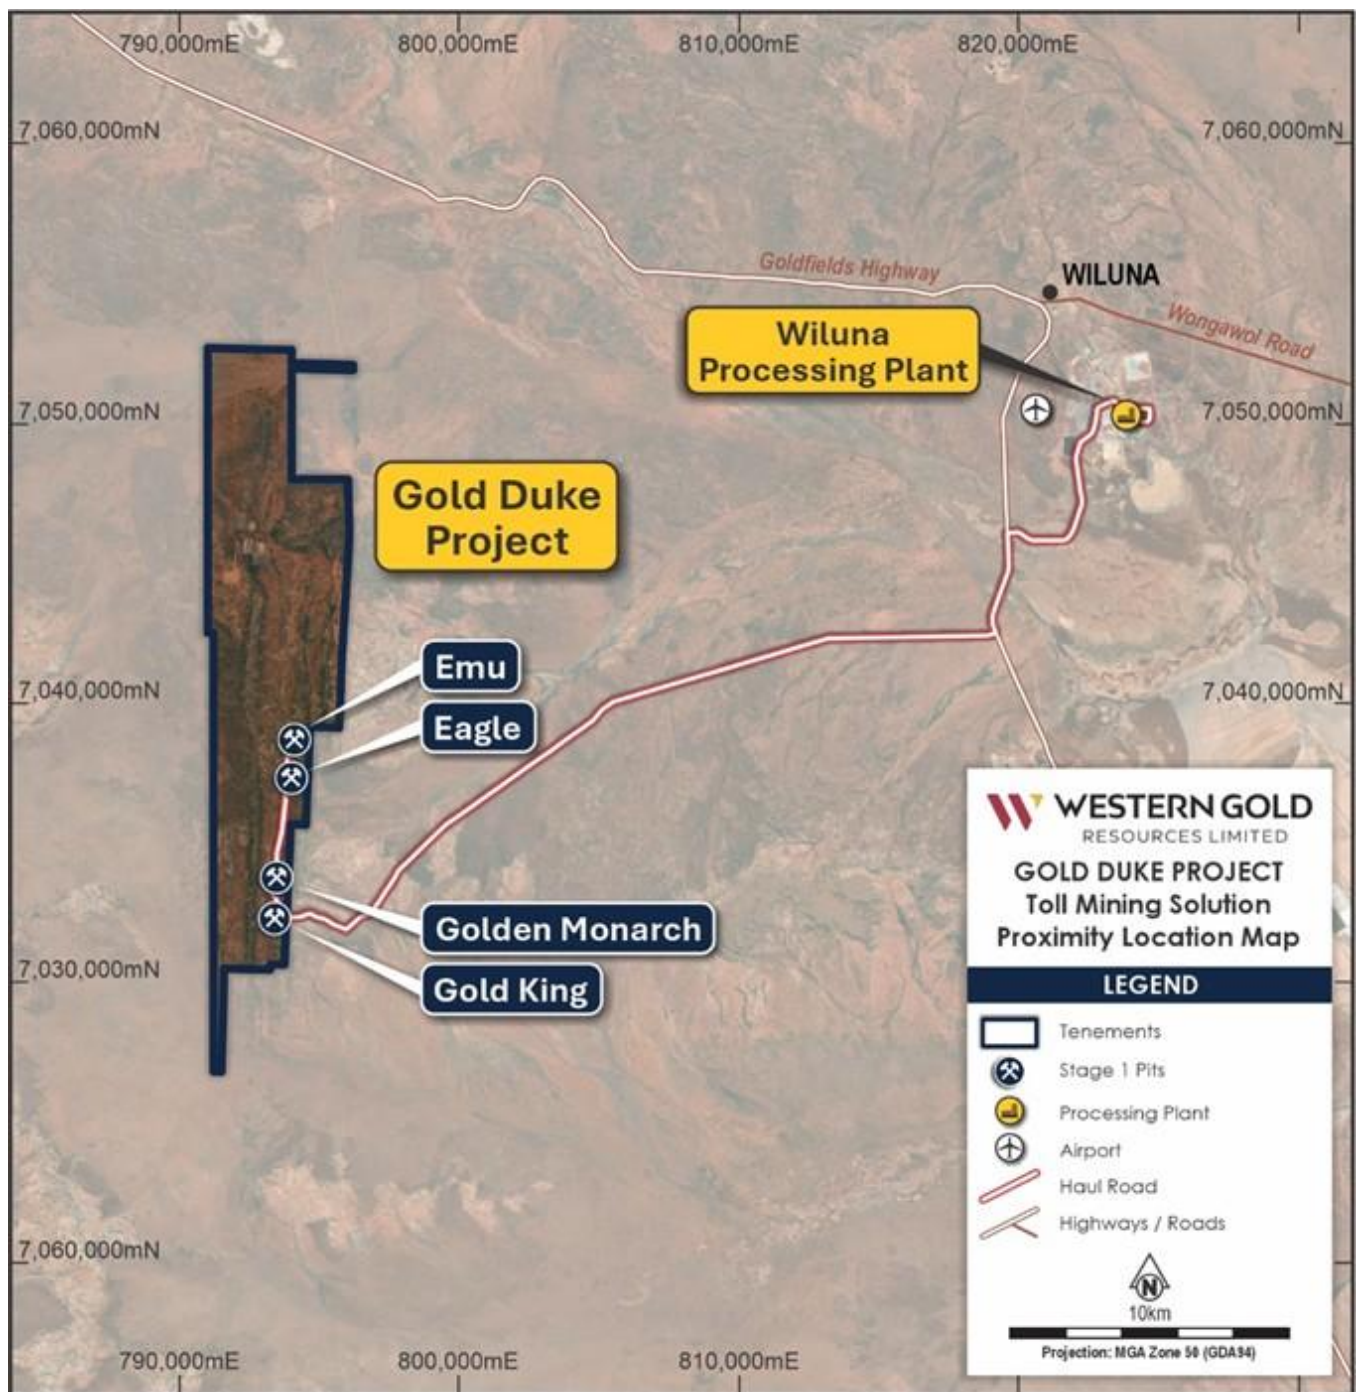 790,000mE 800,000mE 810,000mE 820,000mE
7,060,000mN 7,060,000mN
Goldfields Highway
WILUNA
Wongawol Road
Wiluna
Processing Plant
7,050,000mN 7,050,000mN
Gold Duke
Project
Emu
7,040,000mN 7,040,000mN
Eagle
Golden Monarch
7,030,000mN
Gold King
7,060,000mN
790,000mE 800,000mE 810,000mE
WESTERN GOLD
RESOURCES LIMITED
GOLD DUKE PROJECT
Toll Mining Solution
Proximity Location Map
LEGEND
Tenements
Stage 1 Pits
Processing Plant
Airport
Haul Road
Highways / Roads
N
10km
Projection: MGA Zone 50 (GDA94)